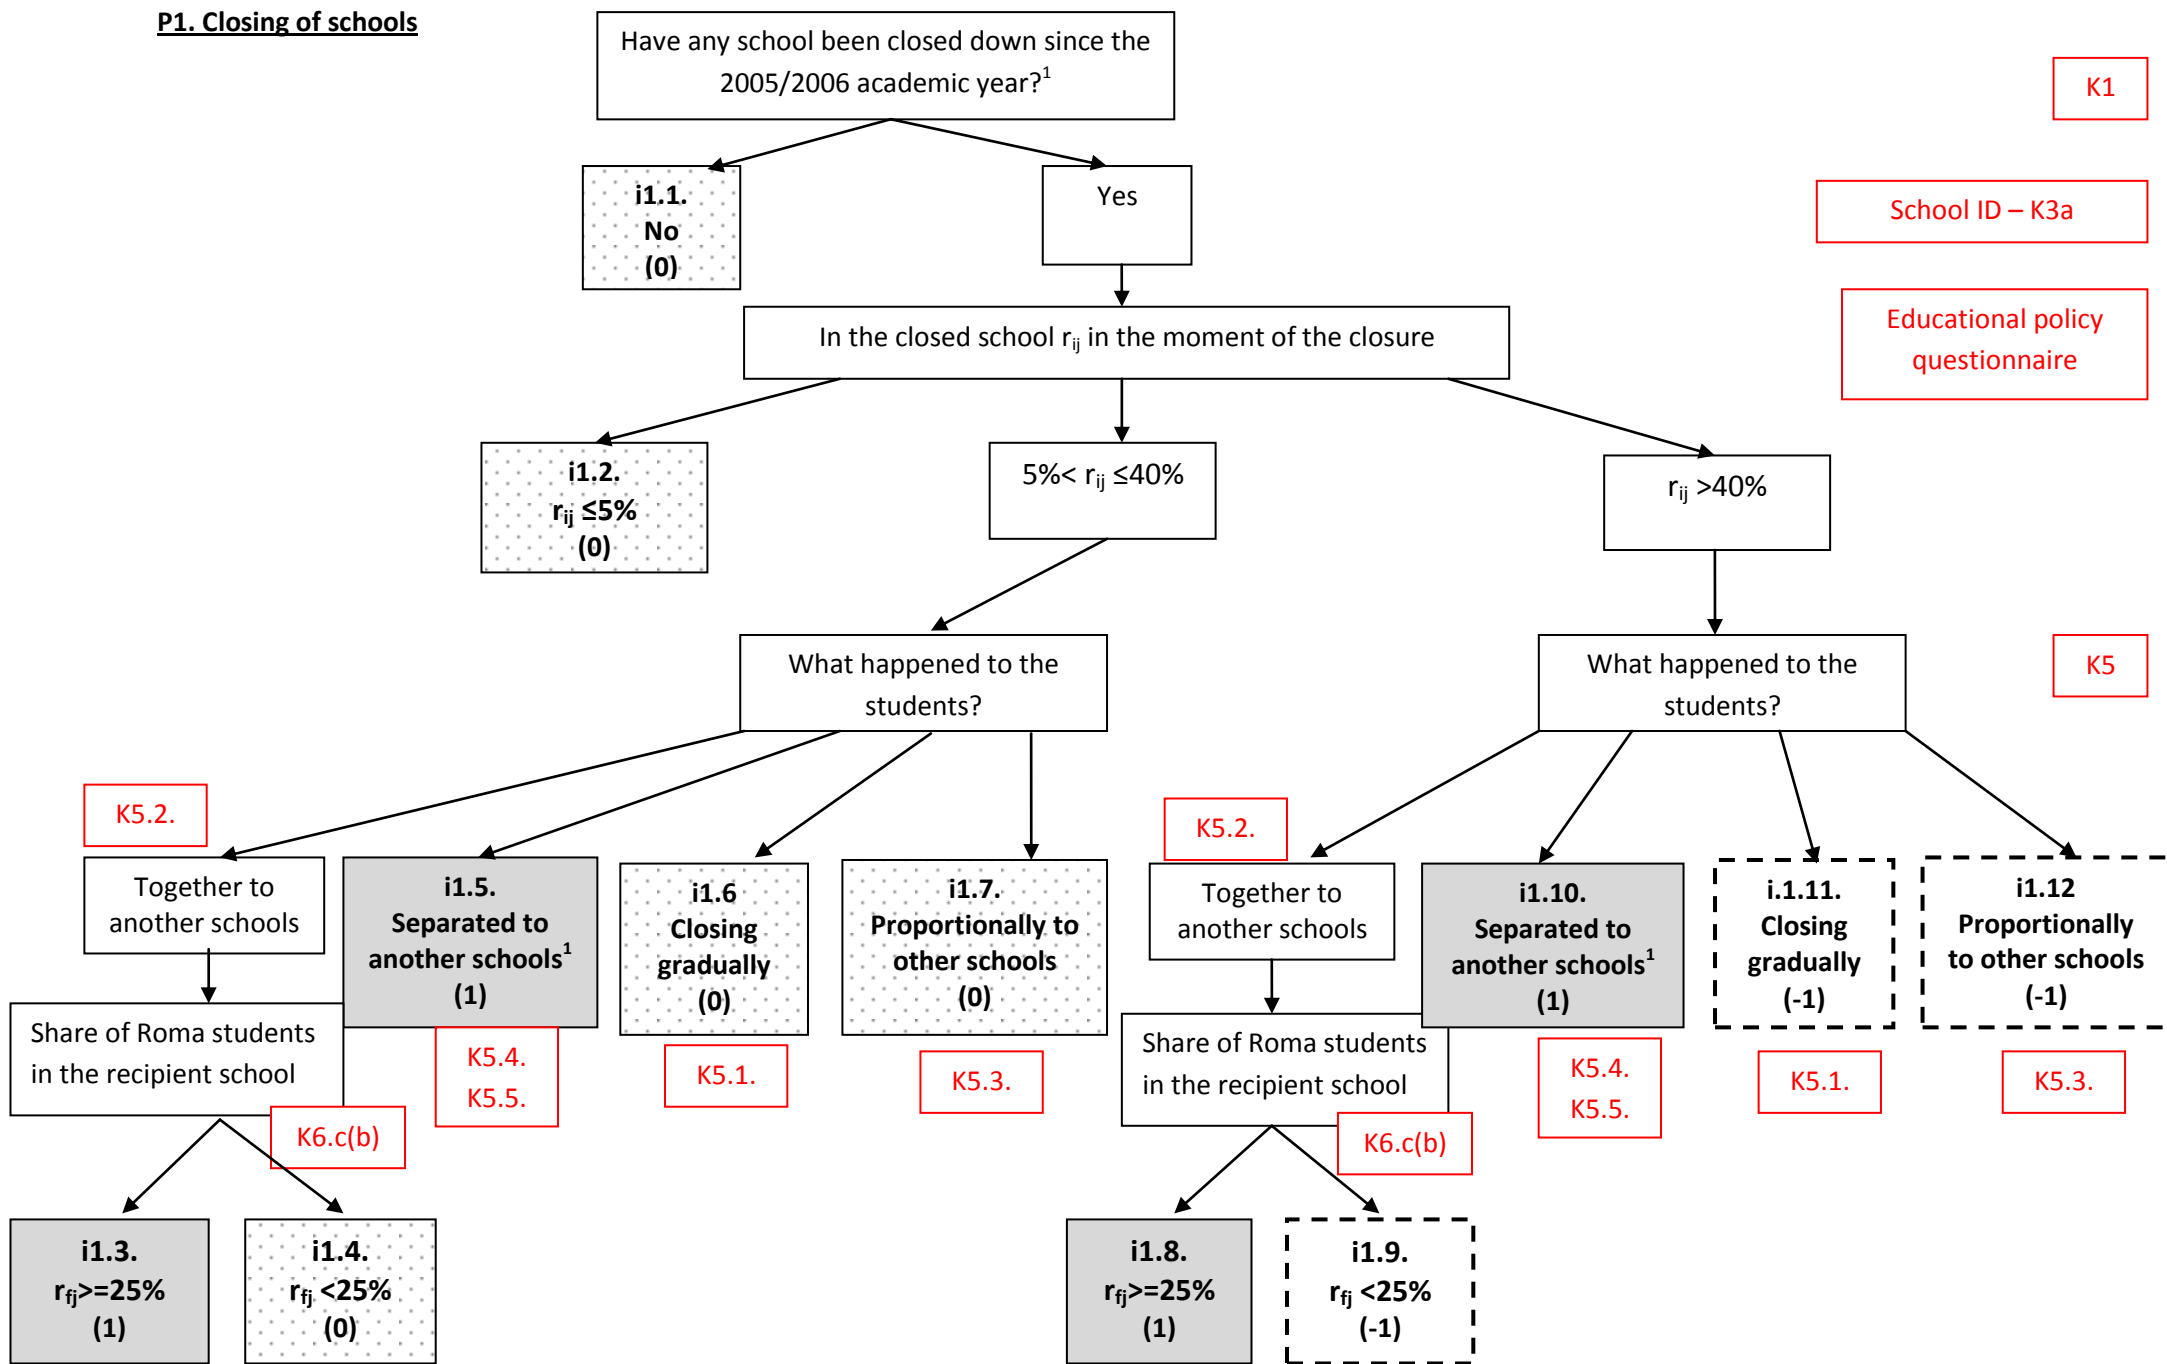 P1. Closing of schools
Have any school been closed down since the
2005/2006 academic year?1
K1
i1.1.
No
(0)
Yes
School ID – K3a
Educational policy
questionnaire
In the closed school rij in the moment of the closure
i1.2.
rij ≤5%
(0)
5%< rij ≤40%
rij >40%
What happened to the
students?
What happened to the
students?
K5
K5.2.
Together to
another schools
i1.5.
Separated to
another schools1
(1)
i1.6
Closing
gradually
(0)
i1.7.
Proportionally to
other schools
(0)
K5.2.
Together to
another schools
i1.10.
Separated to
another schools1
(1)
i.1.11.
Closing
gradually
(-1)
i1.12
Proportionally
to other schools
(-1)
Share of Roma students
in the recipient school
K5.4.
K5.5.
K5.1.
K5.3.
Share of Roma students
in the recipient school
K5.4.
K5.5.
K5.1.
K5.3.
K6.c(b)
K6.c(b)
i1.3.
rfj>=25%
(1)
i1.4.
rfj <25%
(0)
i1.8.
rfj>=25%
(1)
i1.9.
rfj <25%
(-1)